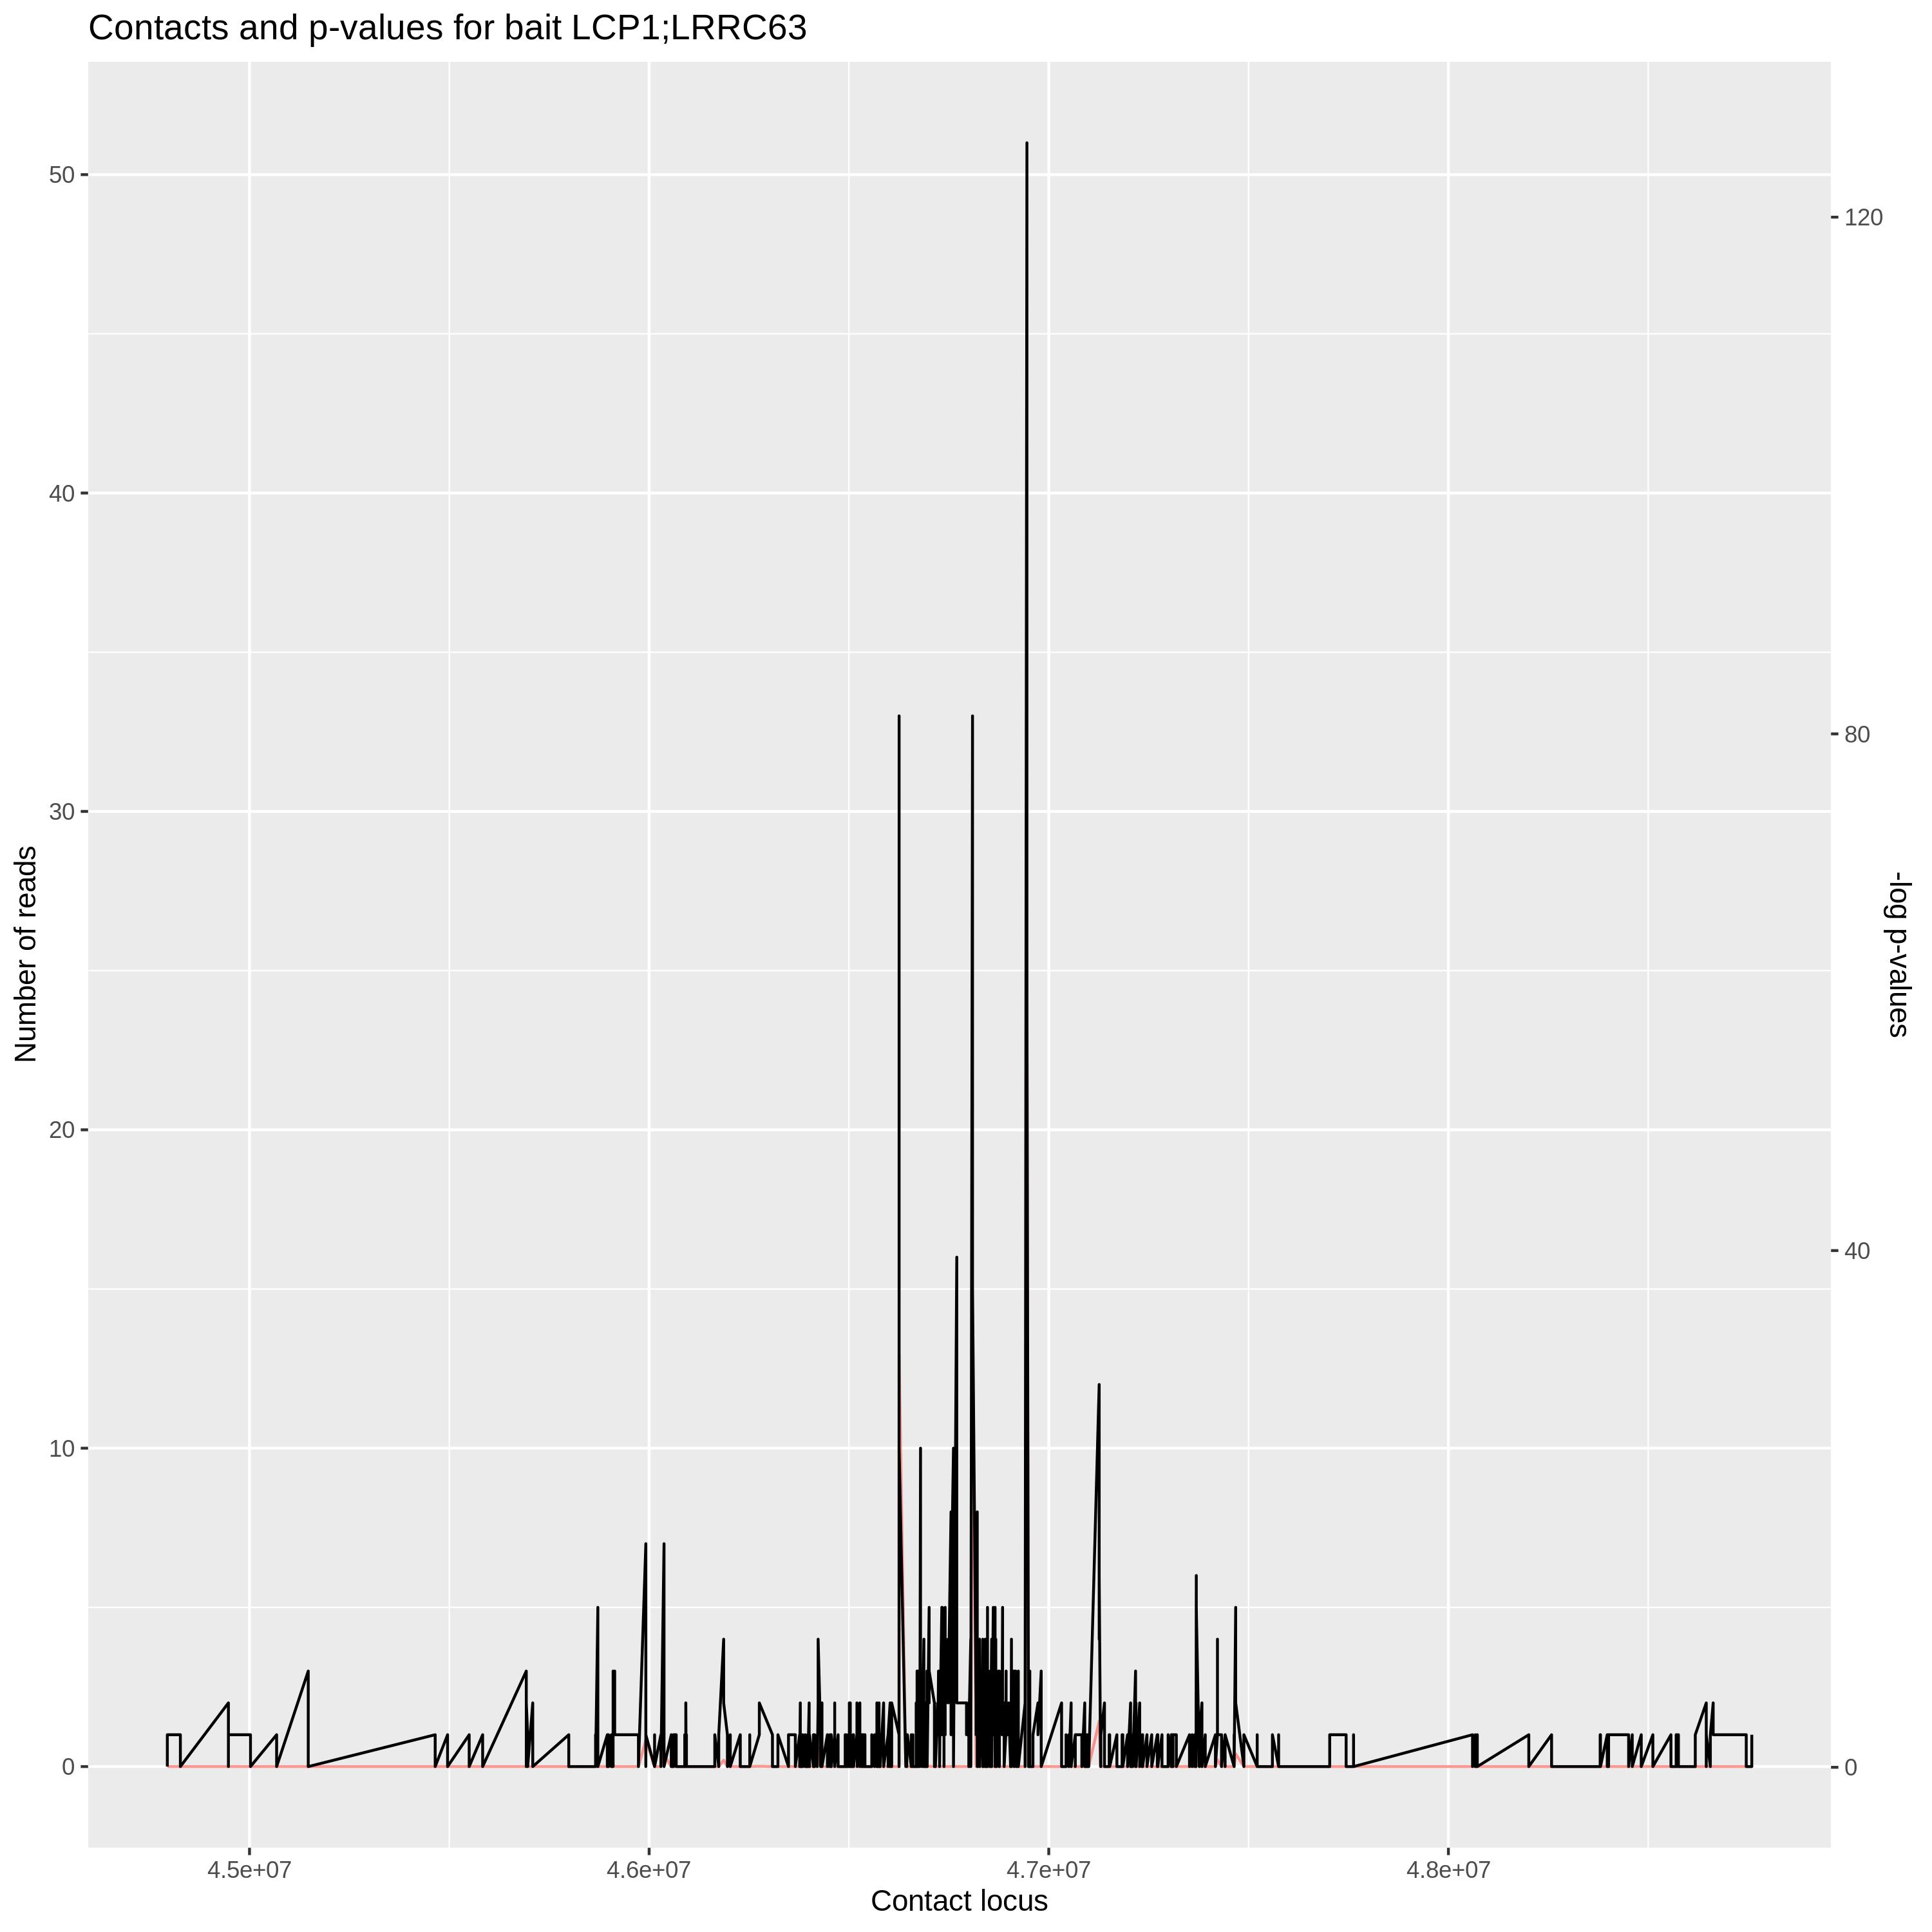 Contacts and p-values for bait LCP1;LRRC63
50
40
30
20
10
0
Number of reads
120
80
40
0
-log p-values
4.5e+07
4.6e+07
4.7e+07
4.8e+07
Contact locus